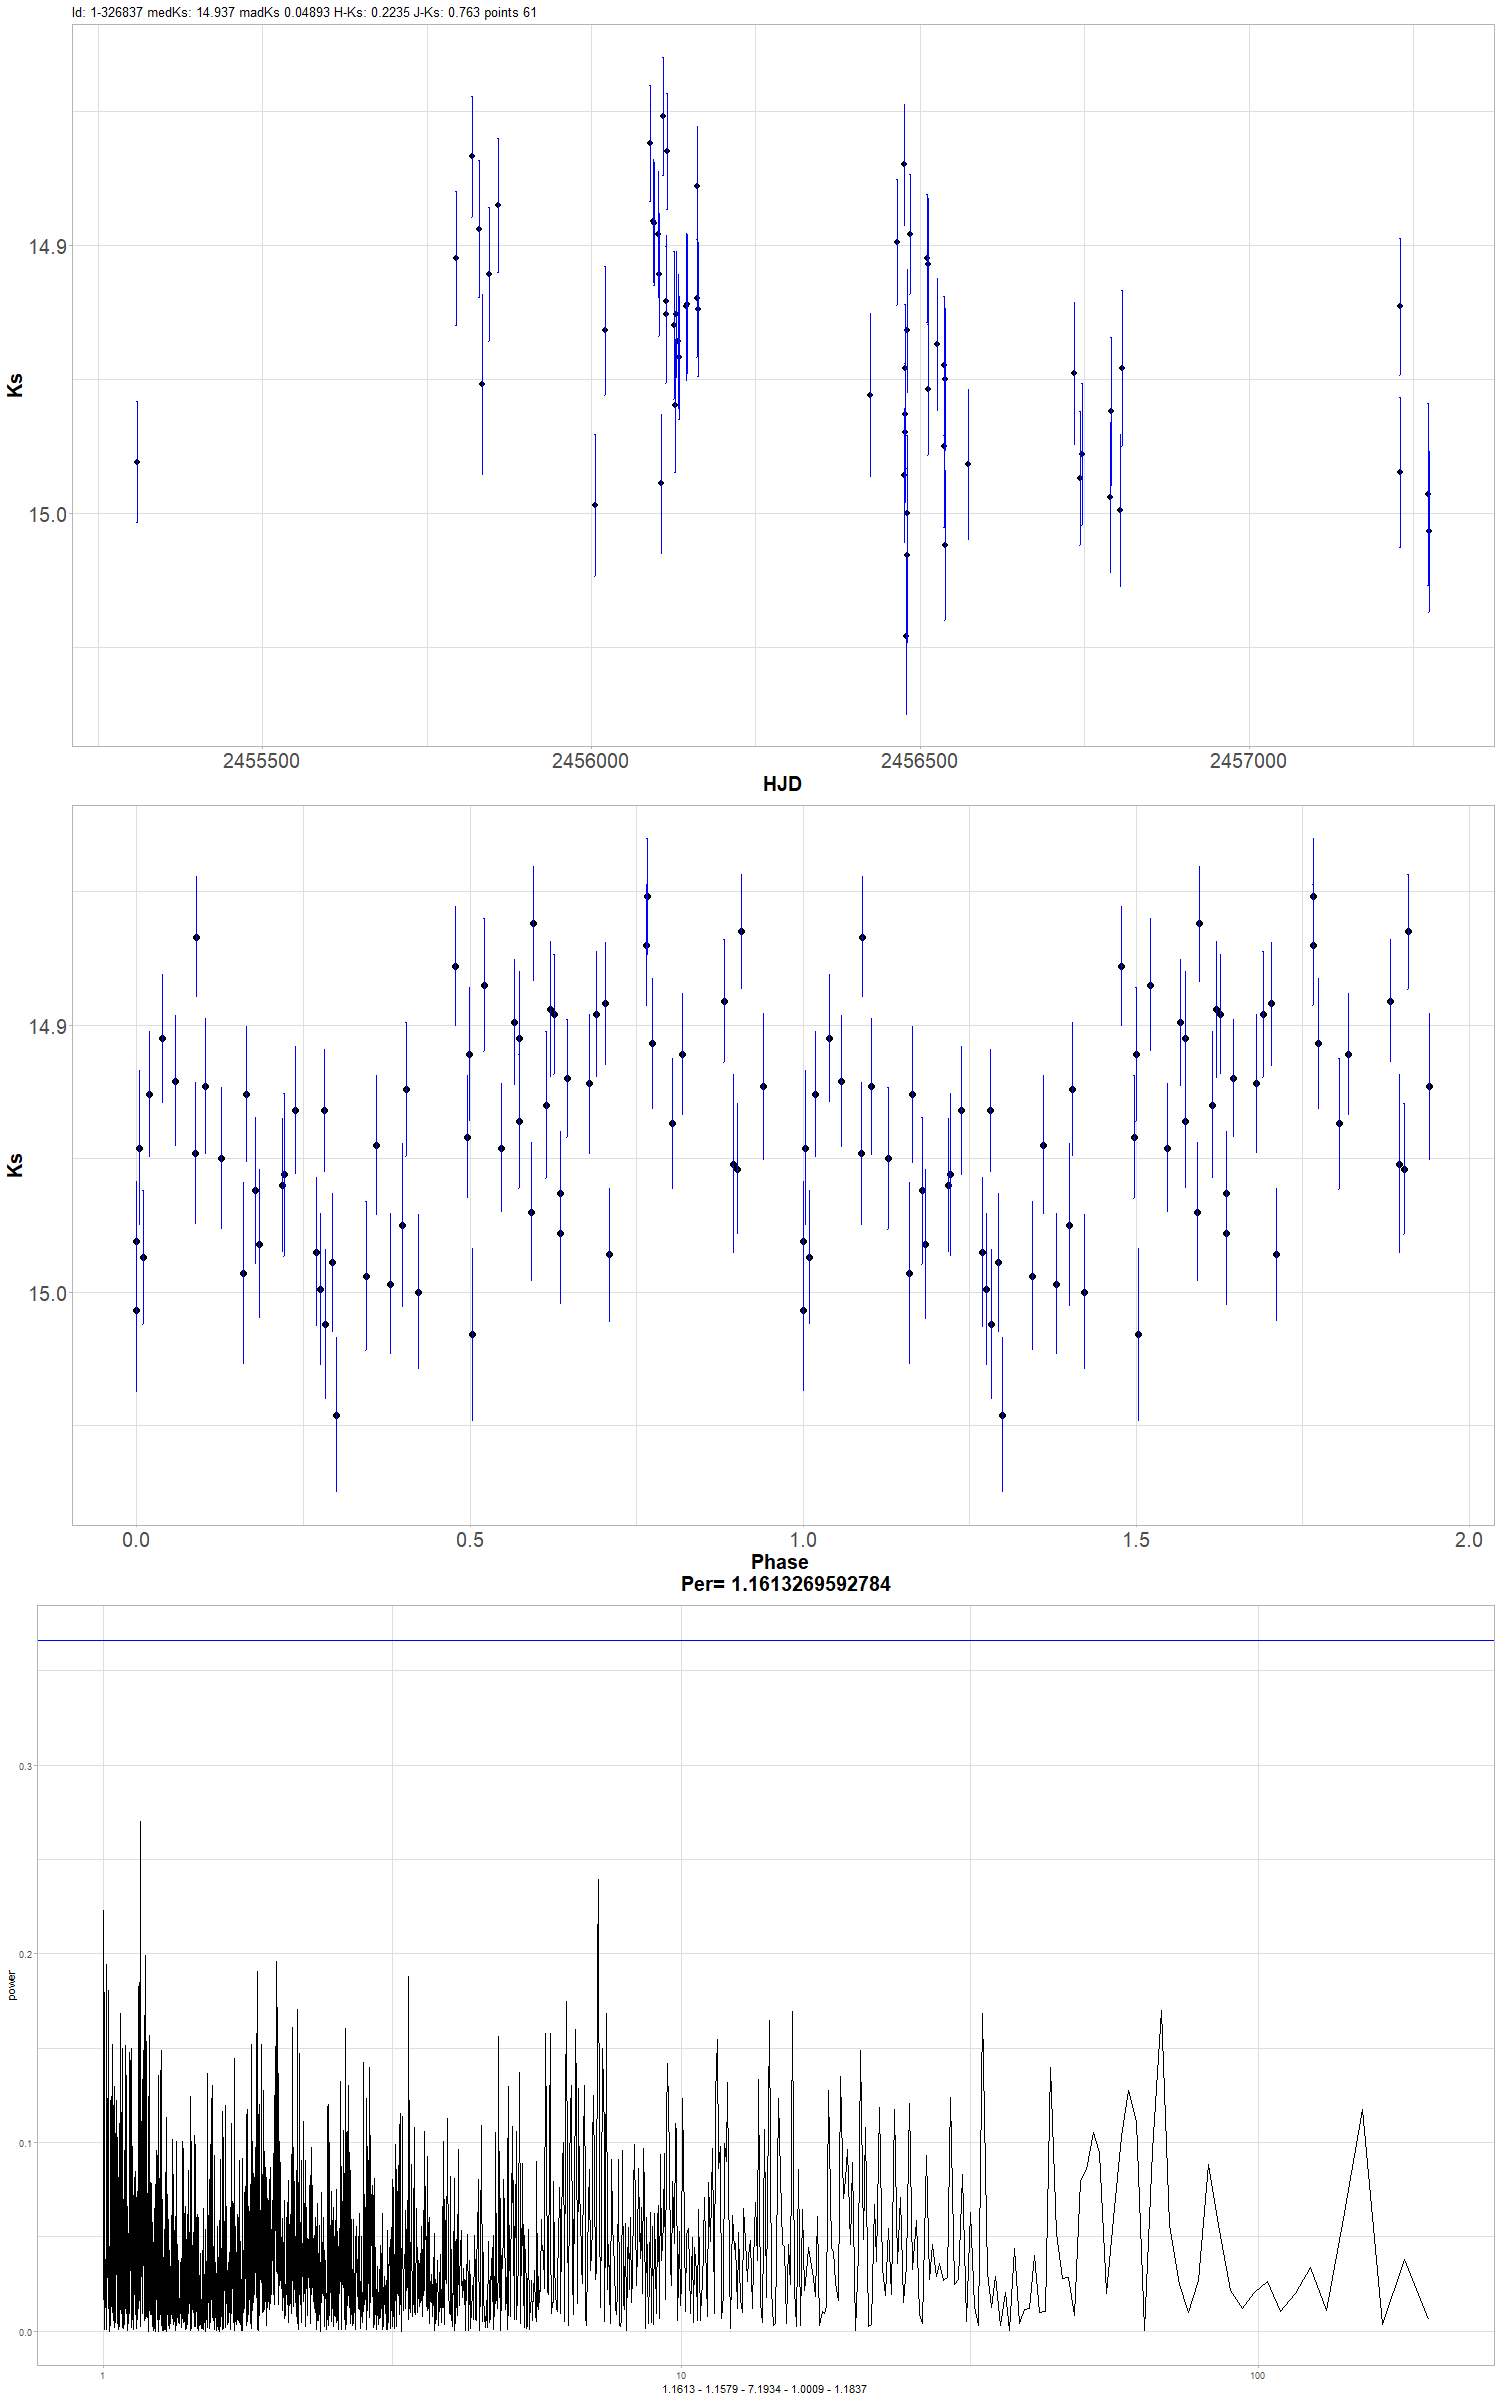 Id: 1-326837 medKs: 14.937 madKs 0.04893 H-Ks: 0.2235 J-Ks: 0.763 points 61
14.9
Ks
15.0
2455500 2456000 2456500 2457000
HJD
14.9
Ks
15.0
0.0 0.5 1.0 1.5 2.0
Phase
Per= 1.1613269592784
0.3
0.2
power
0.1
0.0
1 10 100
1.1613 - 1.1579 - 7.1934 - 1.0009 - 1.1837